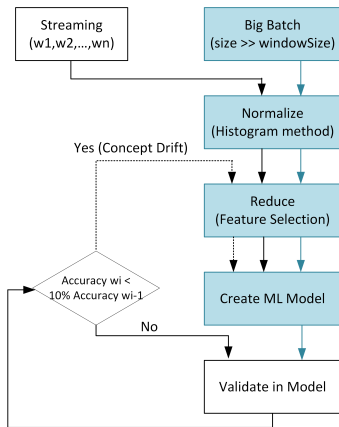 Streaming
(w1,w2,...,wn)
Big Batch
(size >> windowSize)
Normalize
(Histogram method)
Yes (Concept Drift)
Reduce
(Feature Selection)
Accuracy wi <
10% Accuracy wi-1
Create ML Model
No
Validate in Model